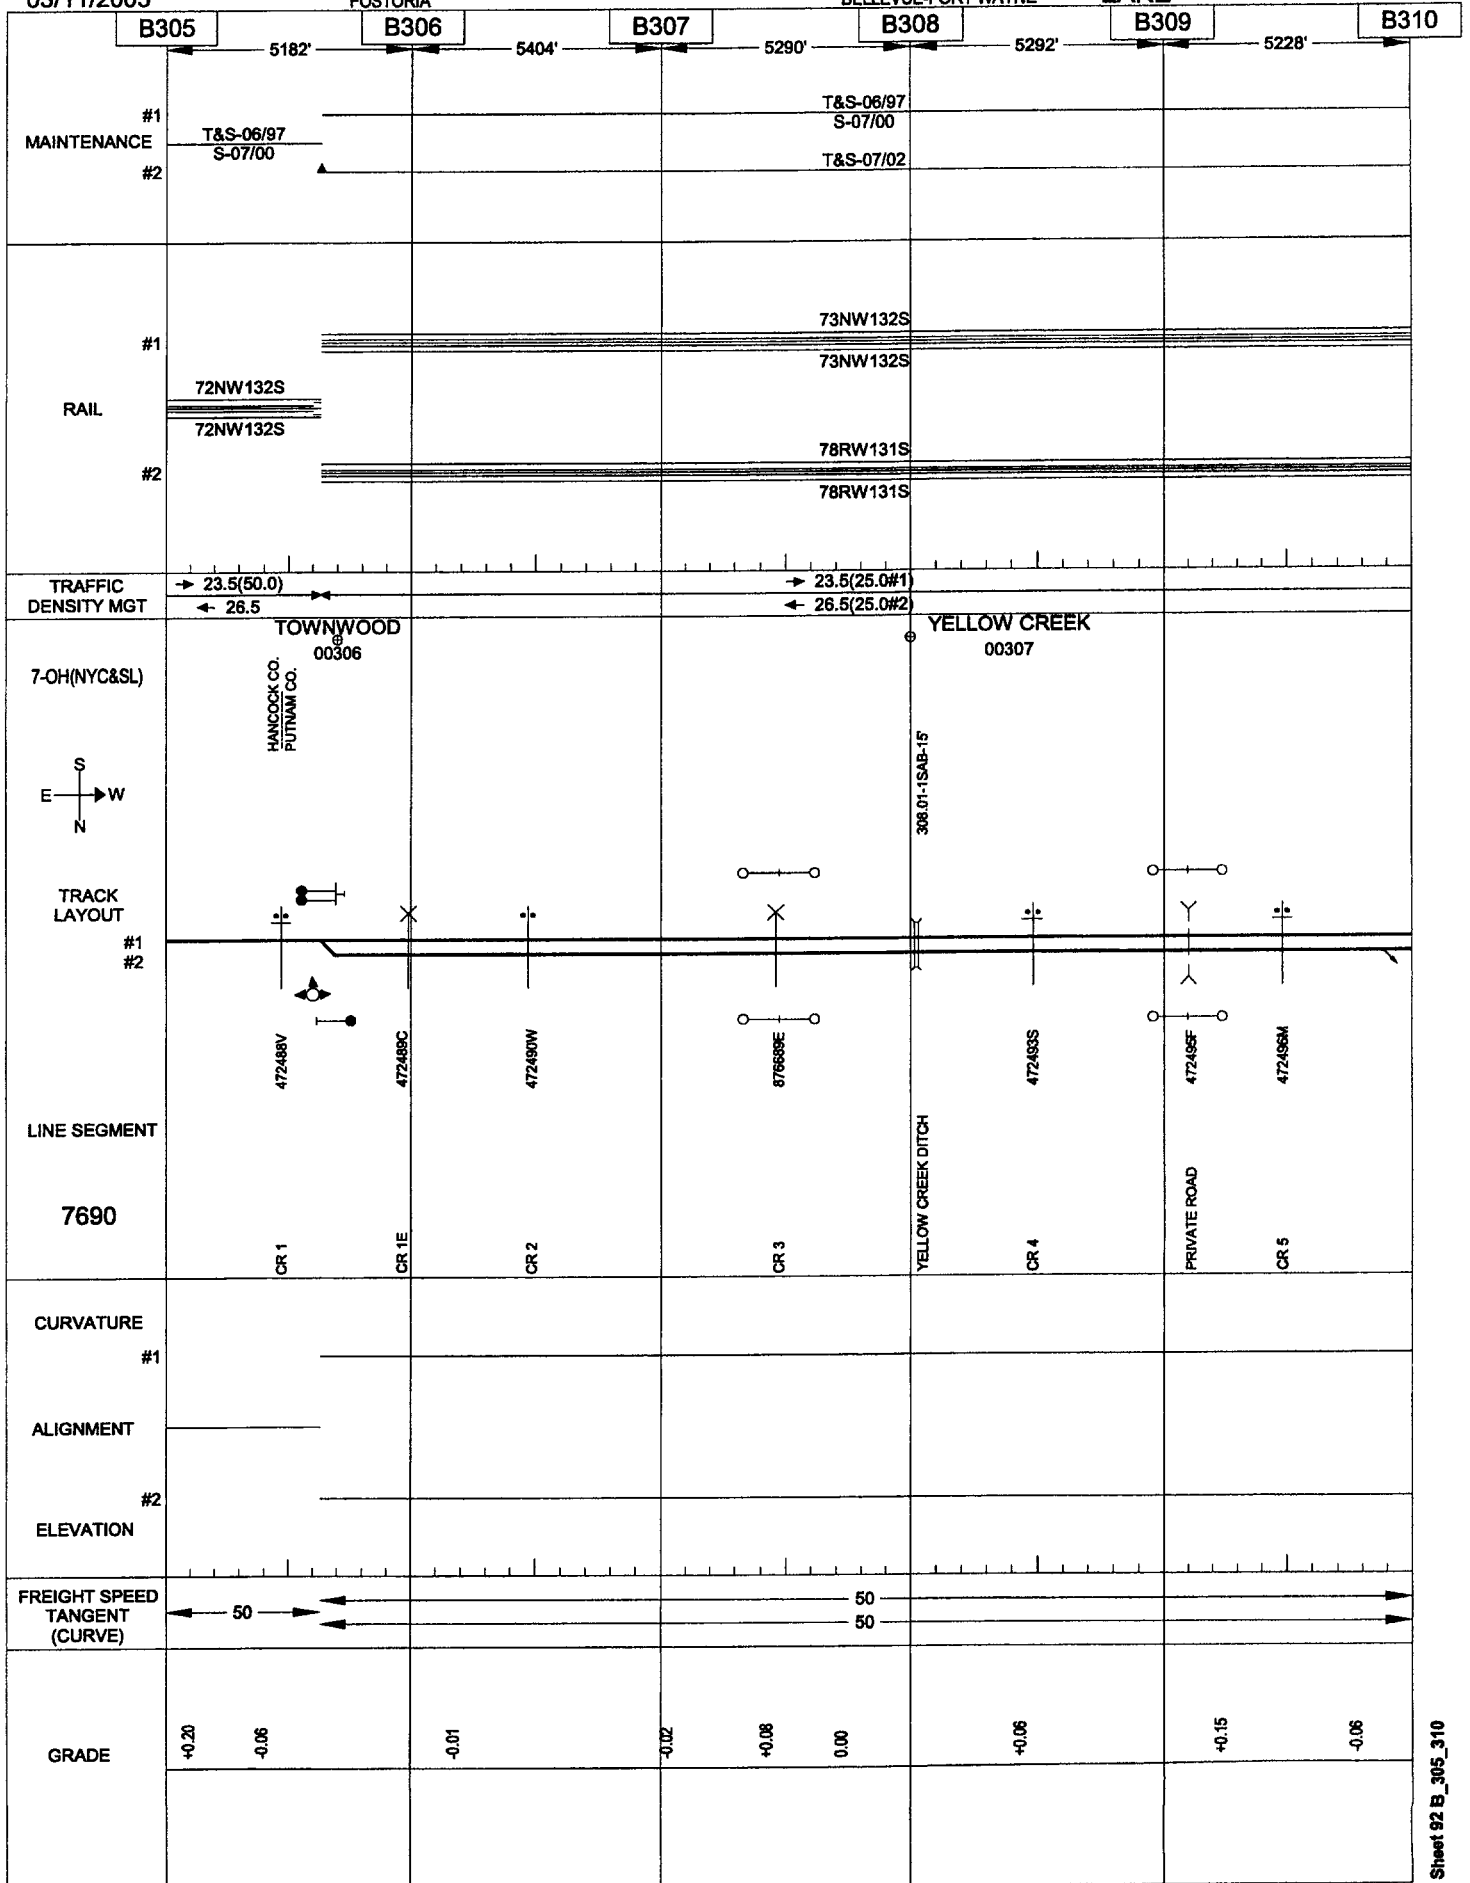 03/11/2005
FOSTORIA
BELLEVUE-FORT WAYNE
B305 B306 B307 B308 B309 B310
5182' 5404' 5290' 5292' 5228'
#1
T&S-06/97
S-07/00
MAINTENANCE
T&S-06/97
S-07/00
#2
T&S-07/02
73NW132S
#1
73NW132S
72NW132S
RAIL
72NW132S
78RW131S
#2
78RW131S
TRAFFIC
DENSITY MGT
23.5(50.0)
26.5
23.5(25.0#1)
26.5(25.0#2)
TOWNWOOD
00306
YELLOW CREEK
00307
7-OH(NYC&SL)
HANCOCK CO.
PUTNAM CO.
S
E W
N
308.01-1SAB-15'
TRACK
LAYOUT
#1
#2
472488V
472489C
472490W
876689E
472493S
472495F
472496M
LINE SEGMENT
7690
CR 1
CR 1E
CR 2
CR 3
YELLOW CREEK DITCH
CR 4
PRIVATE ROAD
CR 5
CURVATURE
#1
ALIGNMENT
#2
ELEVATION
FREIGHT SPEED
TANGENT
(CURVE)
50
50
50
GRADE
+0.20
-0.06
-0.01
-0.02
+0.08
0.00
+0.06
+0.15
-0.06
Sheet 92 B_305_310